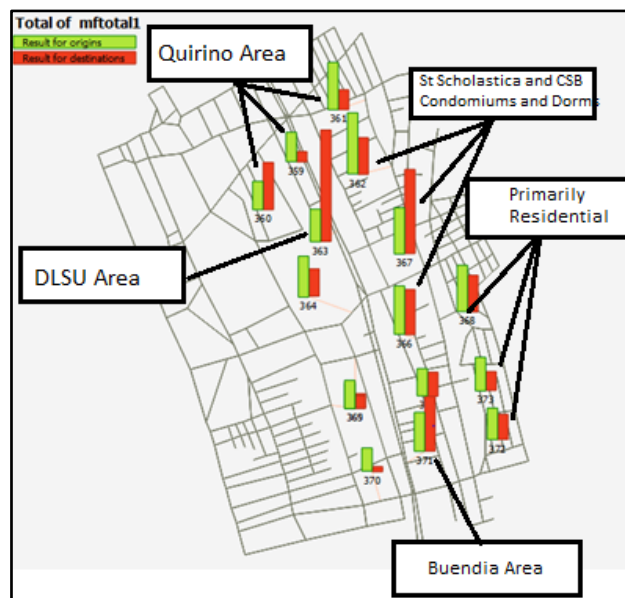 Total of mftotal1
Result for origins
Result for destinations
Quirino Area
St Scholastica and CSB
Condomiums and Dorms
Primarily
Residential
DLSU Area
Buendia Area
361
359
362
360
363
367
364
366
368
373
369
372
371
370